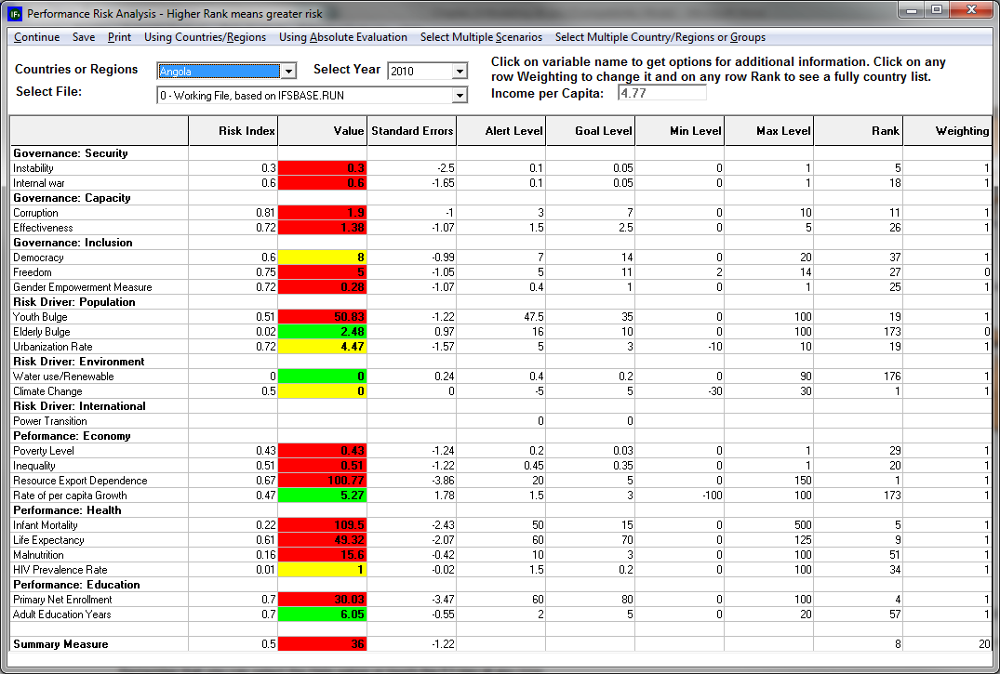 IFs Performance Risk Analysis - Higher Rank means greater risk
Continue Save Print Using Countries/Regions Using Absolute Evaluation Select Multiple Scenarios Select Multiple Country/Regions or Groups
Countries or Regions Angola Select Year 2010
Select File: 0 - Working File, based on IFSBASE.RUN
Click on variable name to get options for additional information. Click on any
row Weighting to change it and on any row Rank to see a fully country list.
Income per Capita: 4.77
Risk Index Value Standard Errors Alert Level Goal Level Min Level Max Level Rank Weighting
Governance: Security
Instability 0.3 0.3 -2.5 0.1 0.05 0 1 5 1
Internal war 0.6 0.6 -1.65 0.1 0.05 0 1 18 1
Governance: Capacity
Corruption 0.81 1.9 -1 3 7 0 10 11 1
Effectiveness 0.72 1.38 -1.07 1.5 2.5 0 5 26 1
Governance: Inclusion
Democracy 0.6 8 -0.99 7 14 0 20 37 1
Freedom 0.75 5 -1.05 5 11 2 14 27 0
Gender Empowerment Measure 0.72 0.28 -1.07 0.4 1 0 1 25 1
Risk Driver: Population
Youth Bulge 0.51 50.83 -1.22 47.5 35 0 100 19 1
Elderly Bulge 0.02 2.48 0.97 16 10 0 100 173 0
Urbanization Rate 0.72 4.47 -1.57 5 3 -10 10 19 1
Risk Driver: Environment
Water use/Renewable 0 0 0.24 0.4 0.2 0 90 176 1
Climate Change 0.5 0 0 -5 5 -30 30 1 1
Risk Driver: International
Power Transition 0 0
Peformance: Economy
Poverty Level 0.43 0.43 -1.24 0.2 0.03 0 1 29 1
Inequality 0.51 0.51 -1.22 0.45 0.35 0 1 20 1
Resource Export Dependence 0.67 100.77 -3.86 20 5 0 150 1 1
Rate of per capita Growth 0.47 5.27 1.78 1.5 3 -100 100 173 1
Performance: Health
Infant Mortality 0.22 109.5 -2.43 50 15 0 500 5 1
Life Expectancy 0.61 49.32 -2.07 60 70 0 125 9 1
Malnutrition 0.16 15.6 -0.42 10 3 0 100 51 1
HIV Prevalence Rate 0.01 1 -0.02 1.5 0.2 0 100 34 1
Performance: Education
Primary Net Enrollment 0.7 30.03 -3.47 60 80 0 100 4 1
Adult Education Years 0.7 6.05 -0.55 2 5 0 20 57 1
Summary Measure 0.5 36 -1.22 8 20